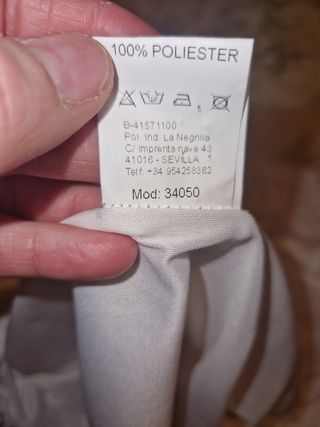 100% POLIESTER
B-41571100
Pol. Ind. La Negrilla
C/ Imprenta nave 43
41016 - SEVILLA
Telf. +34 954258362
Mod: 34050